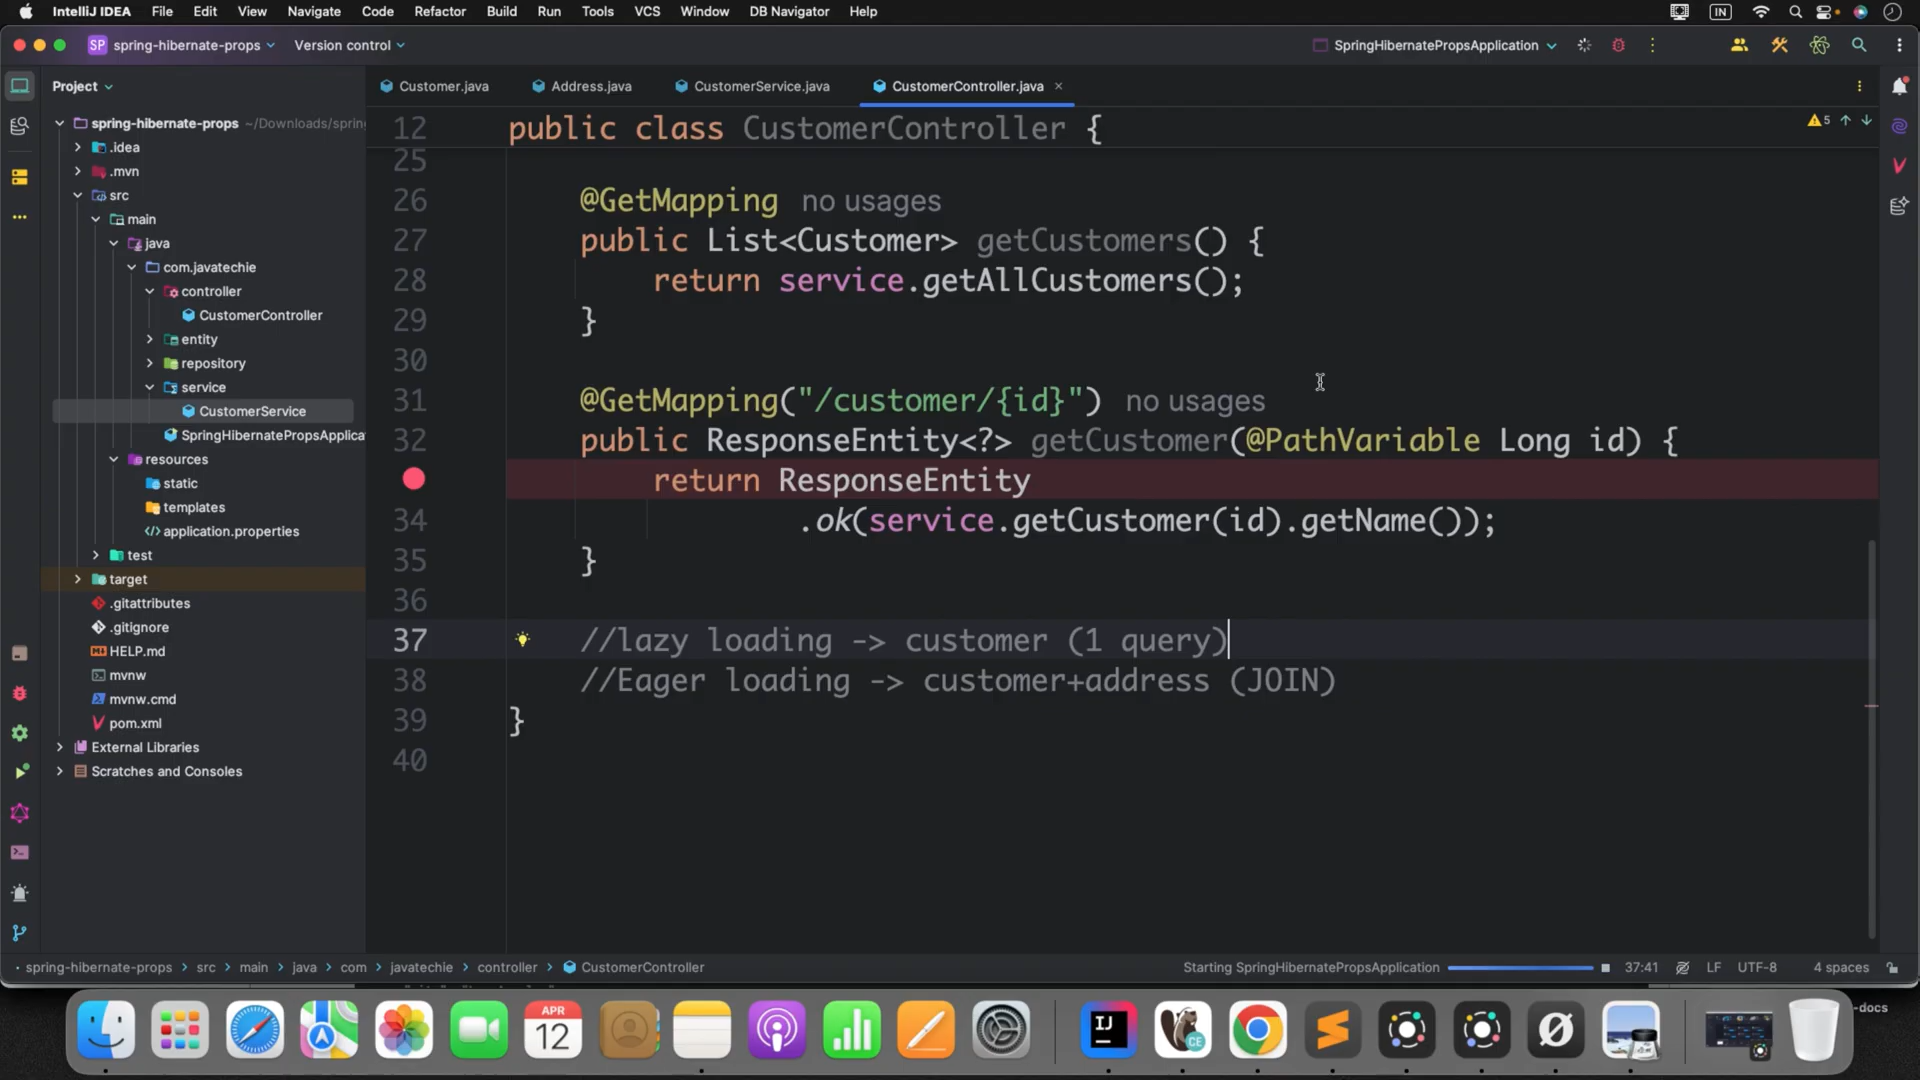 IntelliJ IDEA File Edit View Navigate Code Refactor Build Run Tools VCS Window DB Navigator Help IN
SP spring-hibernate-props Version control SpringHibernatePropsApplication
Project
Customer.java Address.java CustomerService.java CustomerController.java
spring-hibernate-props ~/Downloads/spring
.idea
.mvn
src
main
java
com.javatechie
controller
CustomerController
entity
repository
service
CustomerService
SpringHibernatePropsApplica
resources
static
templates
application.properties
test
target
.gitattributes
.gitignore
HELP.md
mvnw
mvnw.cmd
pom.xml
External Libraries
Scratches and Consoles
12 public class CustomerController { 5
25
26 @GetMapping no usages
27 public List<Customer> getCustomers() {
28 return service.getAllCustomers();
29 }
30
31 @GetMapping("/customer/{id}") no usages
32 public ResponseEntity<?> getCustomer(@PathVariable Long id) {
return ResponseEntity
34 .ok(service.getCustomer(id).getName());
35 }
36
37 //lazy loading -> customer (1 query)
38 //Eager loading -> customer+address (JOIN)
39 }
40
spring-hibernate-props > src > main > java > com > javatechie > controller > CustomerController Starting SpringHibernatePropsApplication 37:41 LF UTF-8 4 spaces
APR
12
IJ
CE
-docs